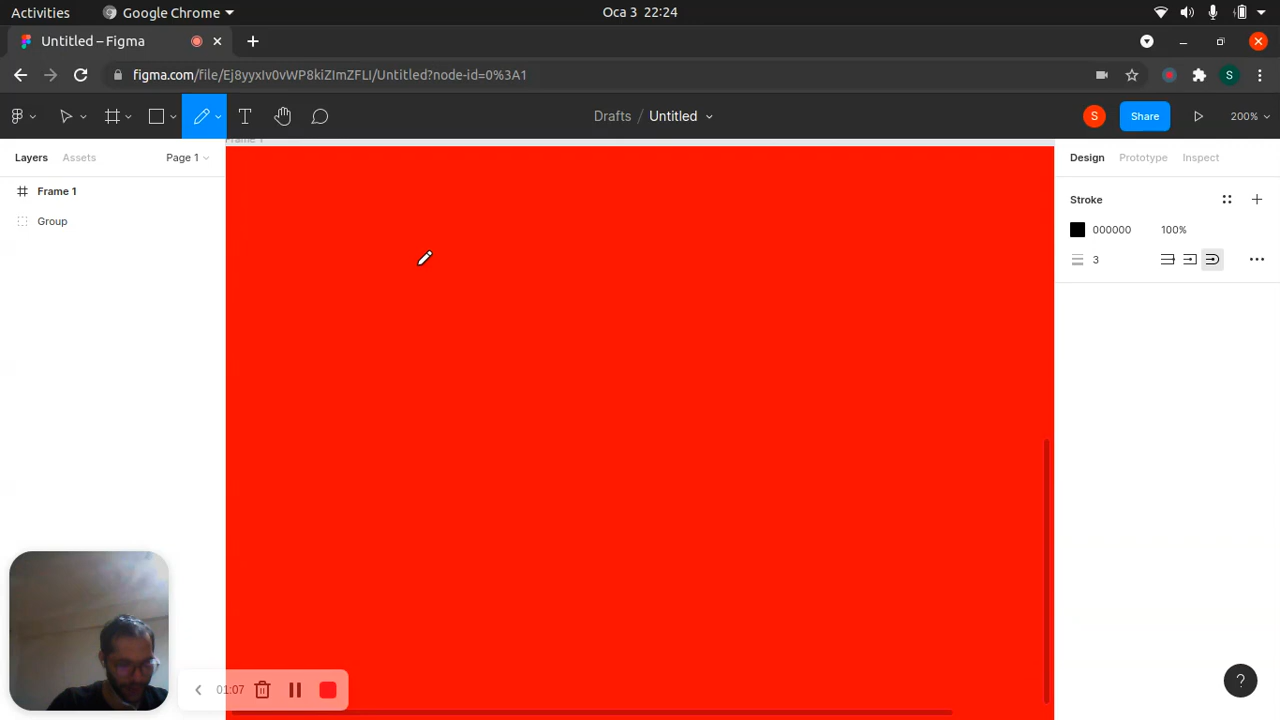 Activities Google Chrome Oca 3 22:24
Untitled – Figma
figma.com/file/Ej8yyxIv0vWP8kiZImZFLI/Untitled?node-id=0%3A1 S
T Drafts / Untitled S Share 200%
Layers Assets Page 1 Frame 1 Design Prototype Inspect
Frame 1 Stroke
Group 000000 100%
3
01:07 ?